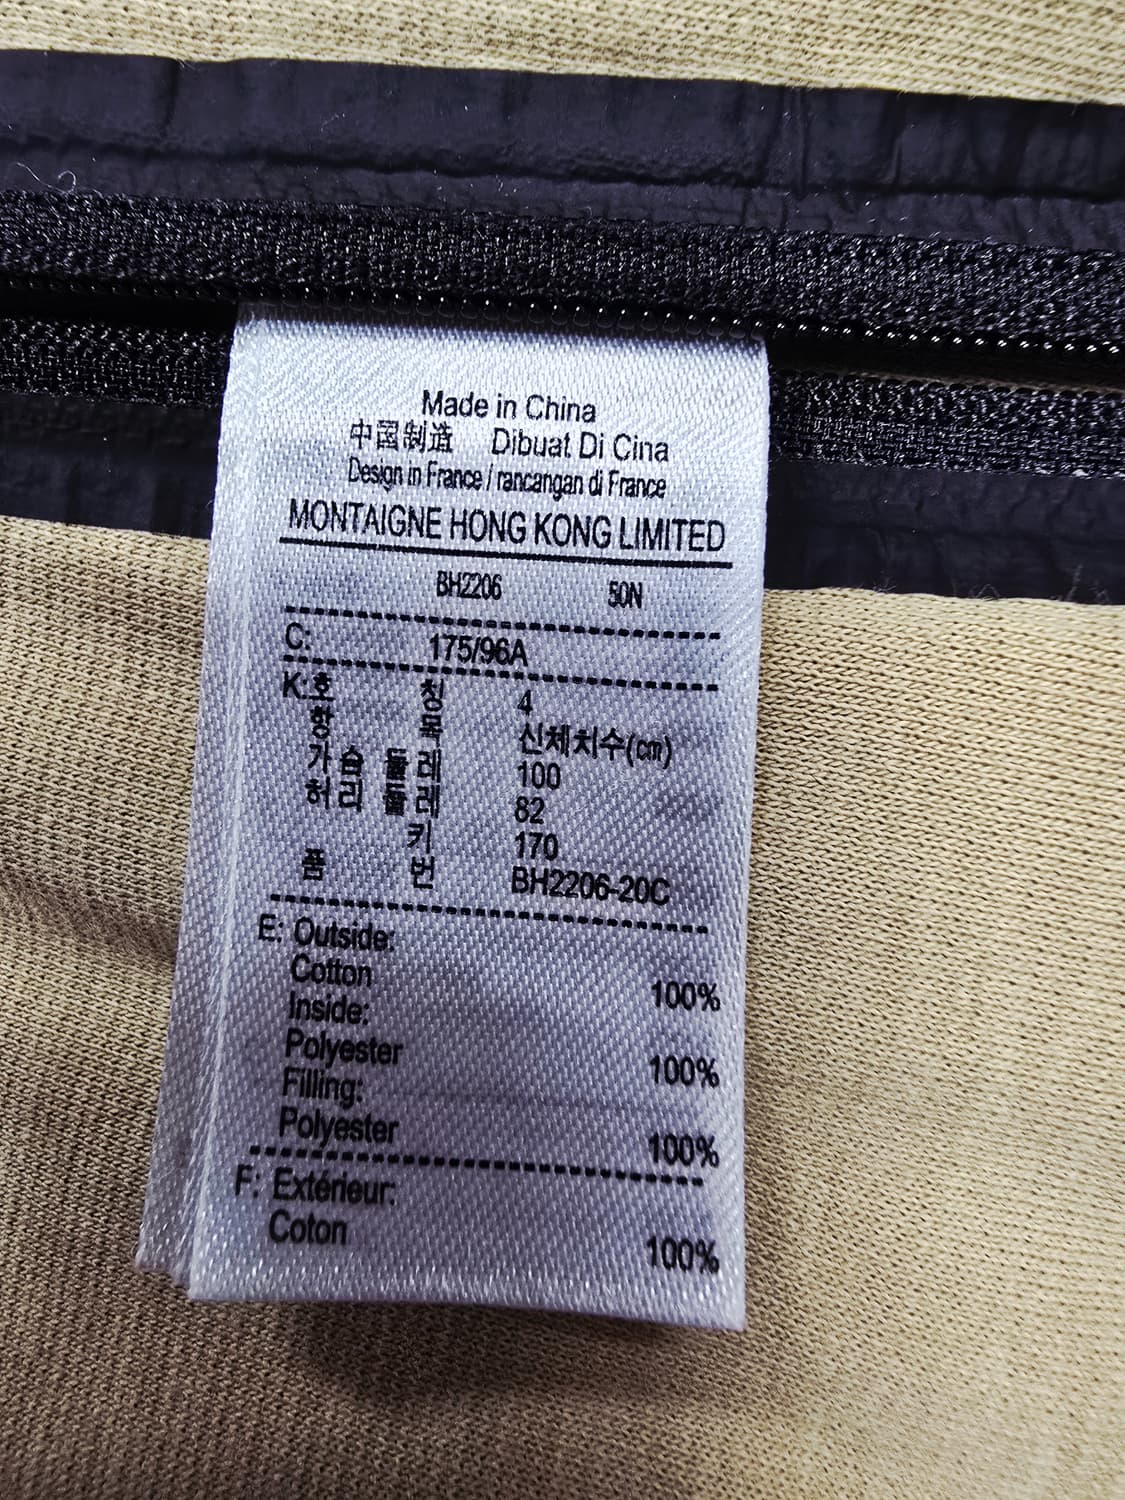 Made in China
中国制造 Dibuat Di Cina
Design in France / rancangan di France
MONTAIGNE HONG KONG LIMITED
BH2206 50N
C: 175/96A
K:호 칭 4
항 목 신체치수(cm)
가 슴 둘 레 100
허 리 둘 레 82
키 170
품 번 BH2206-20C
E: Outside:
Cotton 100%
Inside:
Polyester 100%
Filling:
Polyester 100%
F: Extérieur:
Coton 100%